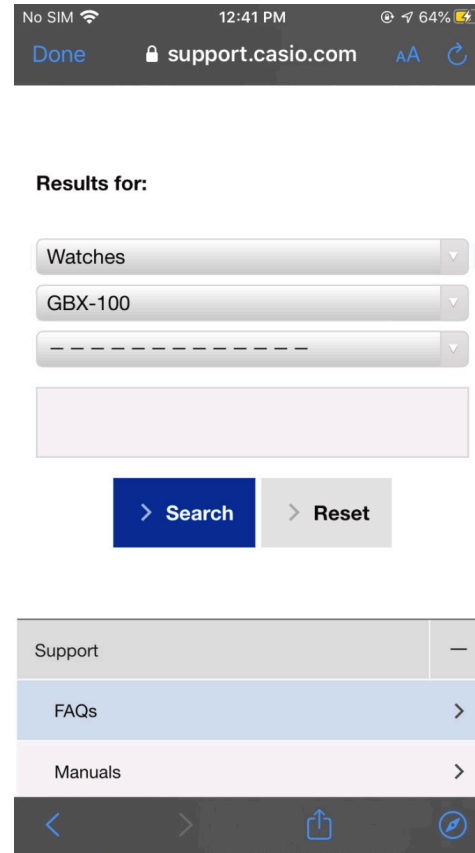 No SIM 12:41 PM 64%
Done support.casio.com AA
Results for:
Watches
GBX-100
– – – – – – – – – – – – –
Search Reset
Support
FAQs
Manuals